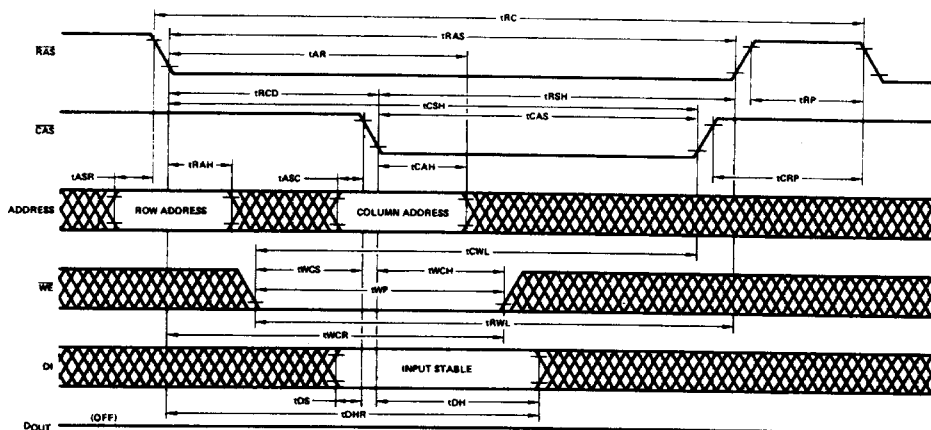 tRC
tRAS
RAS
tAR
tRCD
tRSH
tRP
tCSH
tCAS
CAS
tRAH
tASR
tASC
tCAH
tCRP
ADDRESS
ROW ADDRESS
COLUMN ADDRESS
tCWL
tWCS
tWCH
WE
tWP
tRWL
tWCR
DI
INPUT STABLE
tDS
tDH
tDHR
DOUT
(OFF)